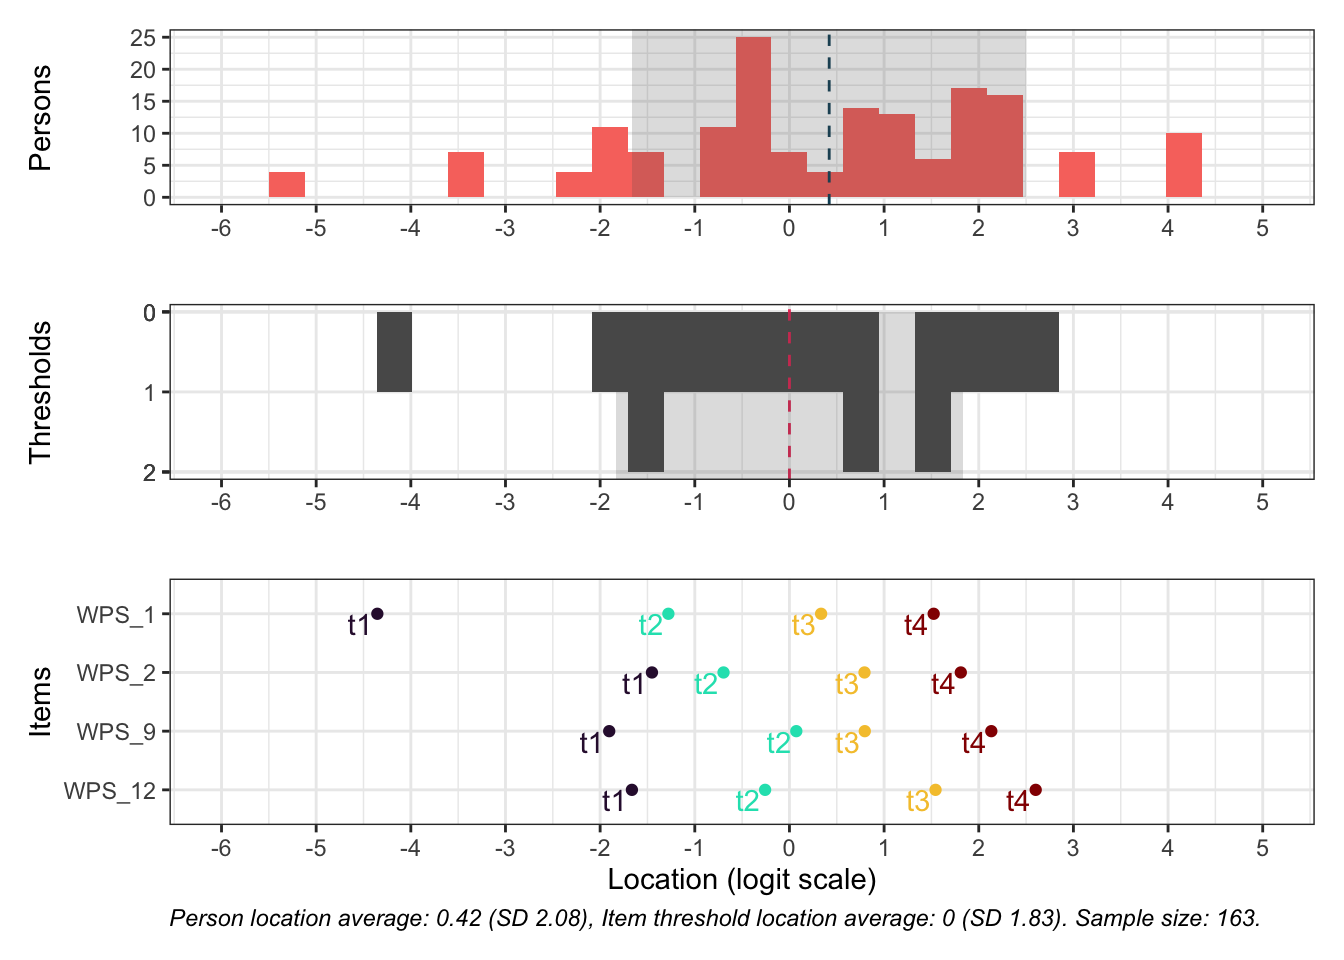 Persons
25
20
15
10
5
0
-6 -5 -4 -3 -2 -1 0 1 2 3 4 5
Thresholds
0
1
2
-6 -5 -4 -3 -2 -1 0 1 2 3 4 5
Items
WPS_1 t1 t2 t3 t4
WPS_2 t1 t2 t3 t4
WPS_9 t1 t2 t3 t4
WPS_12 t1 t2 t3 t4
-6 -5 -4 -3 -2 -1 0 1 2 3 4 5
Location (logit scale)
Person location average: 0.42 (SD 2.08), Item threshold location average: 0 (SD 1.83). Sample size: 163.